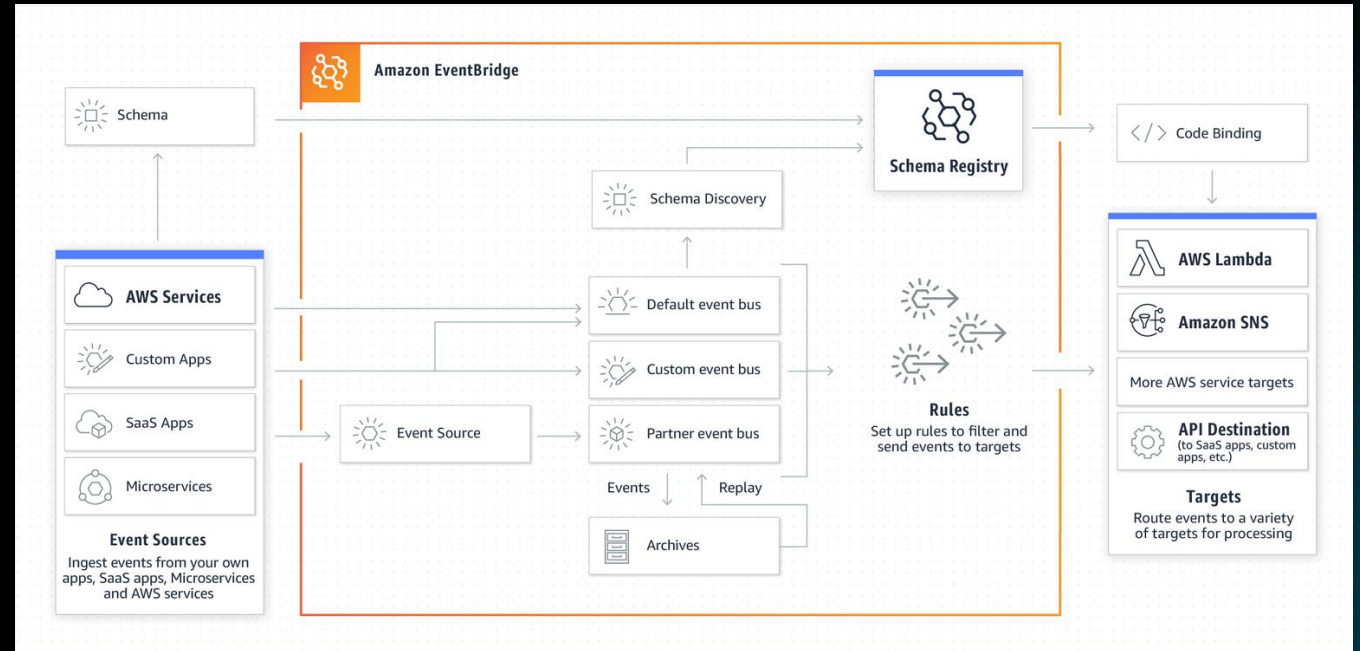 Amazon EventBridge
Schema
Schema Registry
</> Code Binding
Schema Discovery
AWS Services
Custom Apps
SaaS Apps
Microservices
Event Sources
Ingest events from your own
apps, SaaS apps, Microservices
and AWS services
Event Source
Default event bus
Custom event bus
Partner event bus
Events
Replay
Archives
Rules
Set up rules to filter and
send events to targets
AWS Lambda
Amazon SNS
More AWS service targets
API Destination
(to SaaS apps, custom
apps, etc.)
Targets
Route events to a variety
of targets for processing